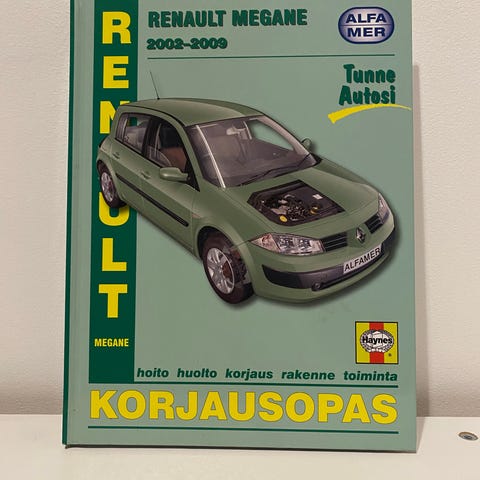 RENAULT MEGANE
2002-2009
ALFA
MER
Tunne
Autosi
RENAULT
MEGANE
ALFAMER
Haynes
hoito huolto korjaus rakenne toiminta
KORJAUSOPAS